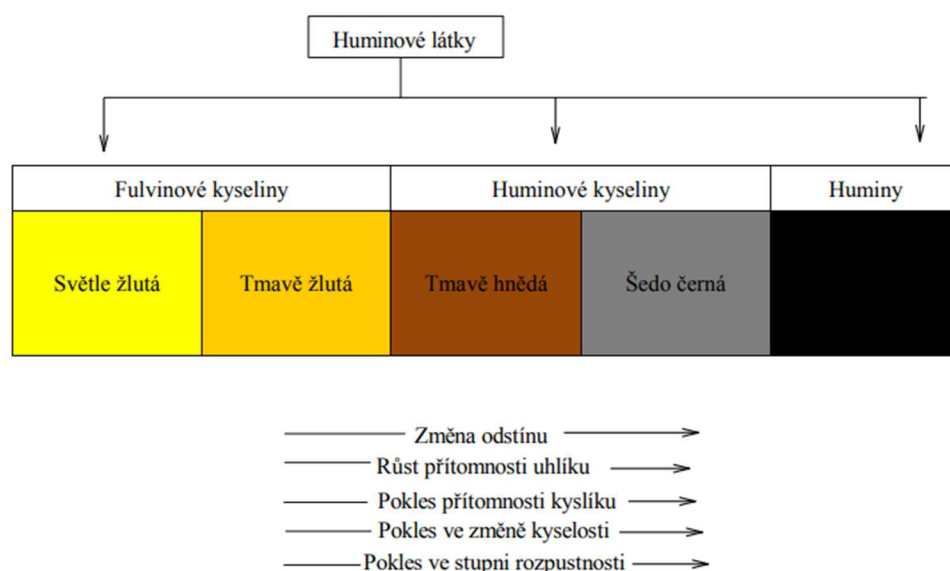 Huminové látky
Fulvinové kyseliny
Huminové kyseliny
Huminy
Světle žlutá
Tmavě žlutá
Tmavě hnědá
Šedo černá
Změna odstínu
Růst přítomnosti uhlíku
Pokles přítomnosti kyslíku
Pokles ve změně kyselosti
Pokles ve stupni rozpustnosti